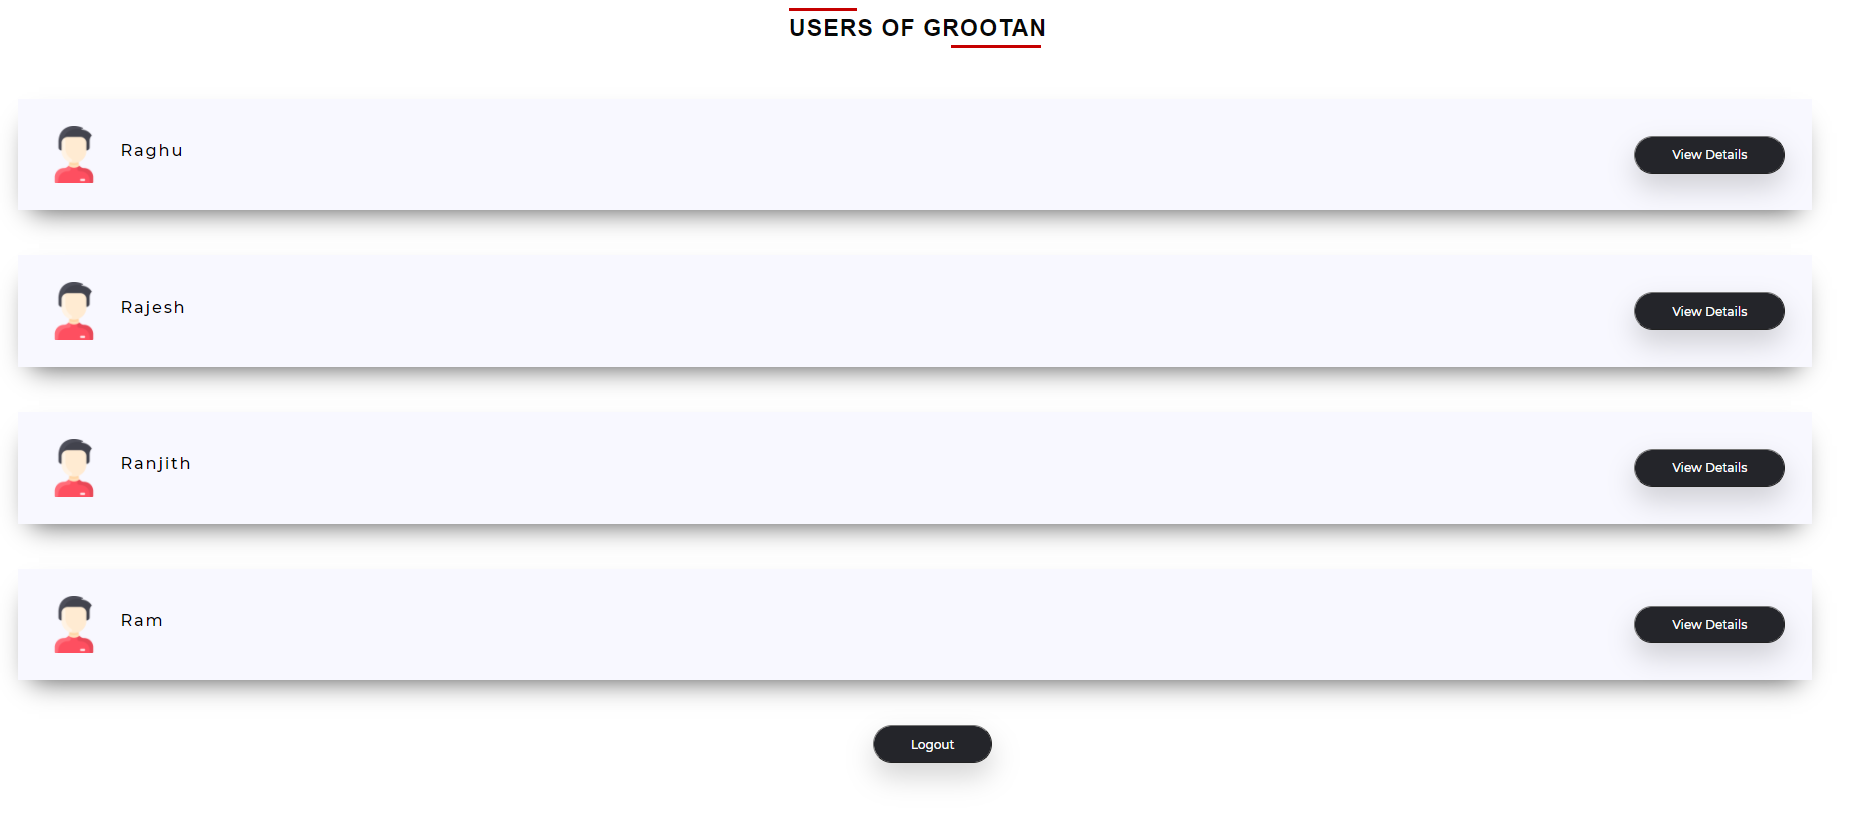 USERS OF GROOTAN
Raghu
View Details
Rajesh
View Details
Ranjith
View Details
Ram
View Details
Logout